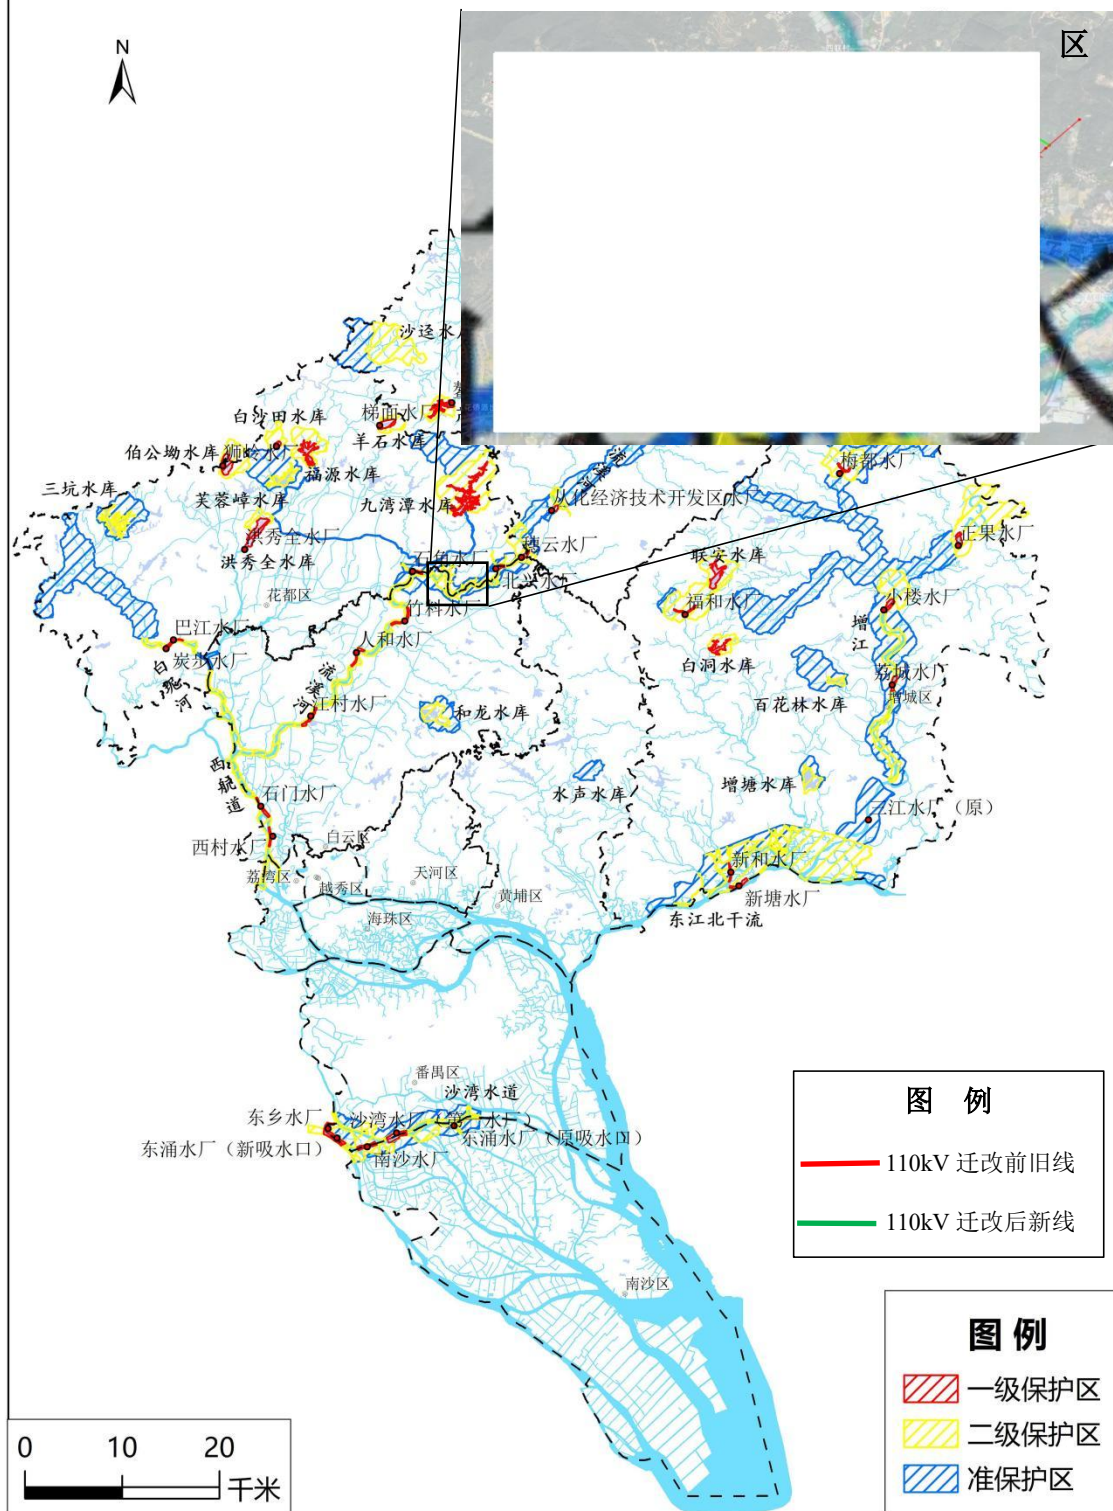 区
N
沙迳水
白沙田水库
梯面水厂
羊石水库
伯公坳水库
狮岭水厂
福源水库
三坑水库
芙蓉嶂水库
九湾潭水库
流溪河
从化经济技术开发区水厂
梅都水厂
洪秀全水厂
洪秀全水库
石角水厂
穗云水厂
北兴水厂
联安水库
正果水厂
花都区
竹料水厂
福和水厂
小楼水厂
巴江水厂
炭步水厂
人和水厂
增江
白坭河
流溪河
白洞水库
荔城水厂
江村水厂
和龙水库
百花林水库
增城区
西航道
石门水厂
水声水库
增塘水库
三江水厂（原）
西村水厂
白云区
荔湾区
越秀区
天河区
黄埔区
新和水厂
新塘水厂
海珠区
东江北干流
番禺区
沙湾水道
东乡水厂
沙湾水厂（第一水厂）
东涌水厂（新吸水口）
东涌水厂（原吸水口）
南沙水厂
南沙区
图 例
110kV 迁改前旧线
110kV 迁改后新线
图 例
一级保护区
二级保护区
准保护区
0 10 20
千米